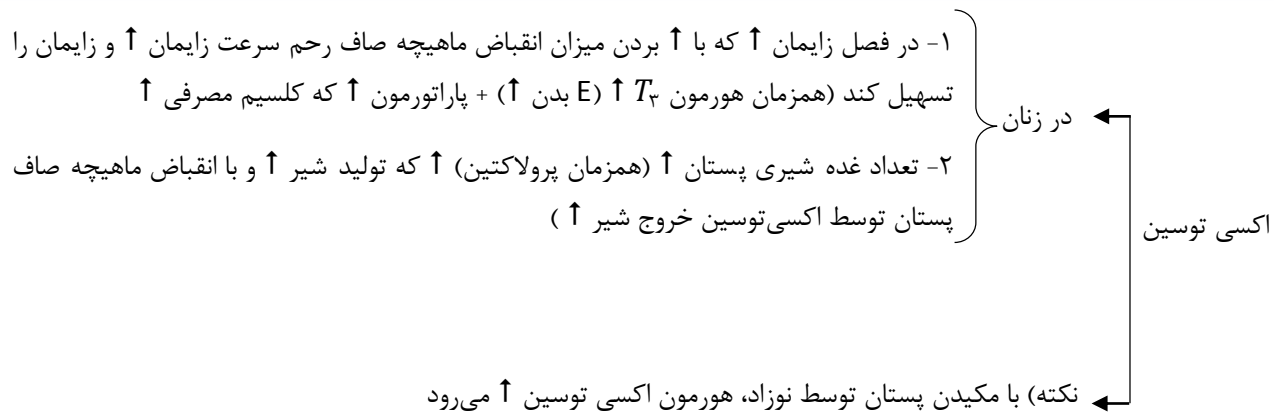 ۱- در فصل زایمان ↑ که با ↑ بردن میزان انقباض ماهیچه صاف رحم سرعت زایمان ↑ و زایمان را
تسهیل کند (همزمان هورمون T۳ ↑ (E بدن ↑) + پاراتورمون ↑ که کلسیم مصرفی ↑
در زنان
۲- تعداد غده شیری پستان ↑ (همزمان پرولاکتین) ↑ که تولید شیر ↑ و با انقباض ماهیچه صاف
پستان توسط اکسی‌توسین خروج شیر ↑ )
اکسی توسین
نکته) با مکیدن پستان توسط نوزاد، هورمون اکسی توسین ↑ می‌رود